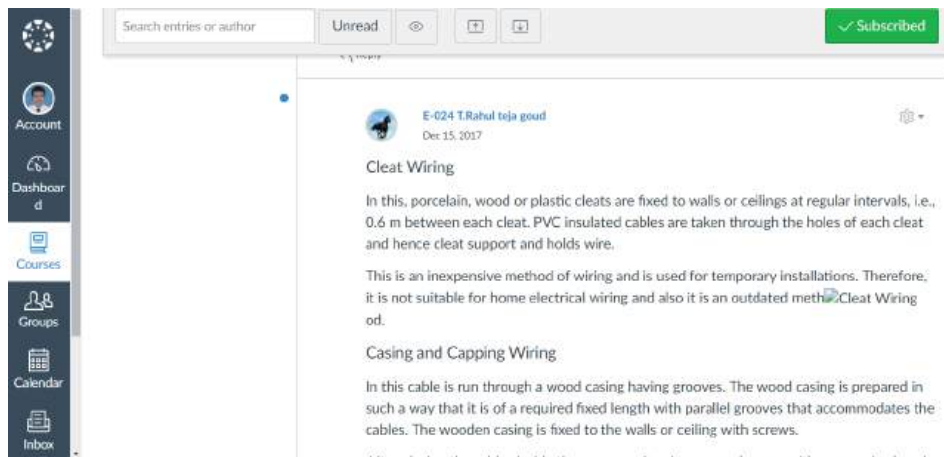 Search entries or author
Unread
Subscribed
Reply
Account
Dashboar
d
Courses
Groups
Calendar
Inbox
E-024 T.Rahul teja goud
Dec 15, 2017
Cleat Wiring
In this, porcelain, wood or plastic cleats are fixed to walls or ceilings at regular intervals, i.e.,
0.6 m between each cleat. PVC insulated cables are taken through the holes of each cleat
and hence cleat support and holds wire.
This is an inexpensive method of wiring and is used for temporary installations. Therefore,
it is not suitable for home electrical wiring and also it is an outdated meth Cleat Wiring
od.
Casing and Capping Wiring
In this cable is run through a wood casing having grooves. The wood casing is prepared in
such a way that it is of a required fixed length with parallel grooves that accommodates the
cables. The wooden casing is fixed to the walls or ceiling with screws.